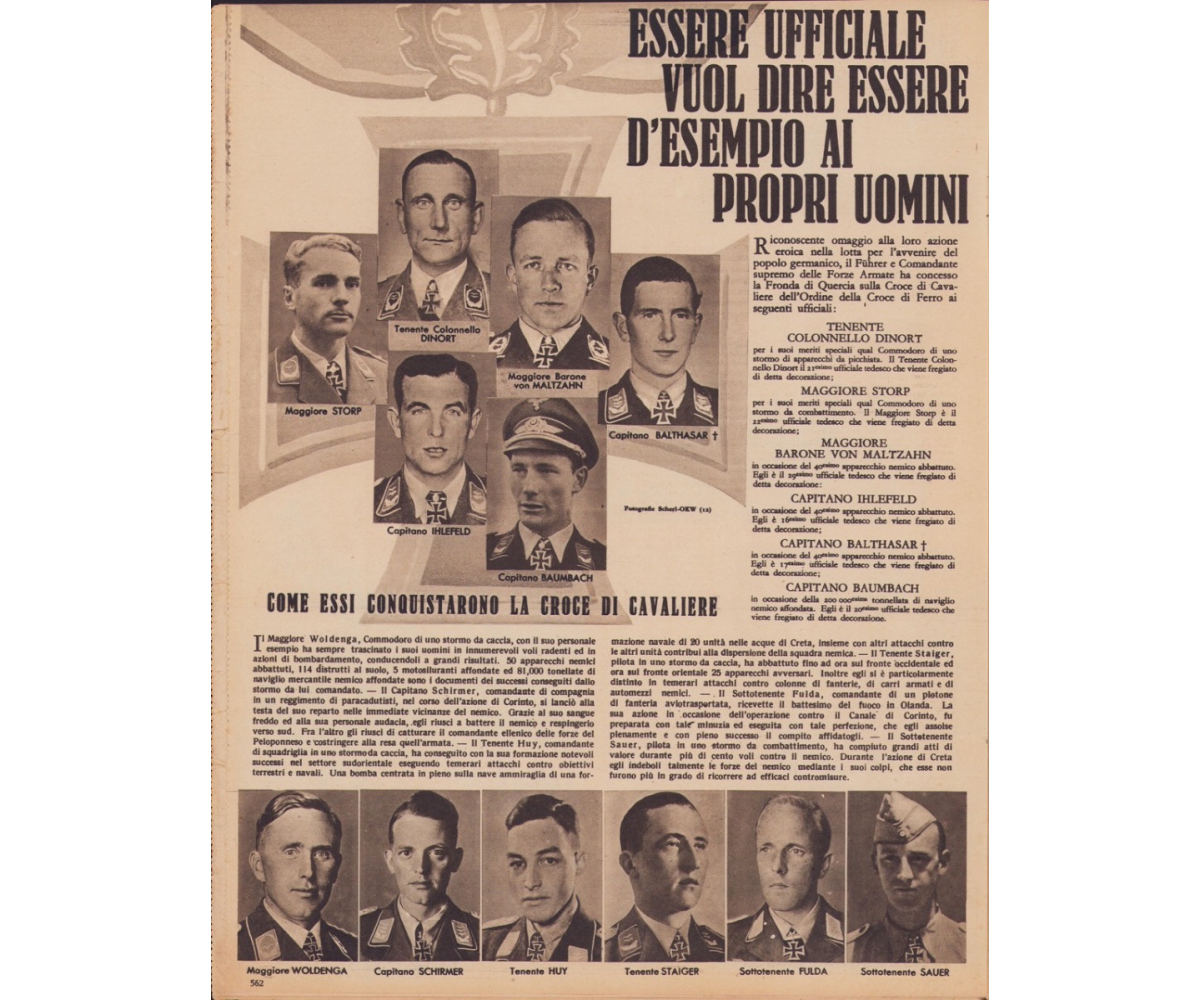 ESSERE UFFICIALE
VUOL DIRE ESSERE
D'ESEMPIO AI
PROPRI UOMINI
Riconoscente omaggio alla loro azione
eroica nella lotta per l'avvenire del
popolo germanico, il Führer e Comandante
supremo delle Forze Armate ha concesso
la Fronda di Quercia sulla Croce di Cava-
liere dell'Ordine della Croce di Ferro ai
seguenti ufficiali:
TENENTE
COLONNELLO DINORT
per i suoi meriti speciali qual Commodoro di uno
stormo di apparecchi da picchista. Il Tenente Colon-
nello Dinort il 21esimo ufficiale tedesco che viene fregiato
di detta decorazione;
MAGGIORE STORP
per i suoi meriti speciali qual Commodoro di uno
stormo da combattimento. Il Maggiore Storp è il
22esimo ufficiale tedesco che viene fregiato di detta
decorazione;
MAGGIORE
BARONE VON MALTZAHN
in occasione del 40esimo apparecchio nemico abbattuto.
Egli è il 29esimo ufficiale tedesco che viene fregiato di
detta decorazione:
CAPITANO IHLEFELD
in occasione del 40esimo apparecchio nemico abbattuto.
Egli è 16esimo ufficiale tedesco che viene fregiato di
detta decorazione;
CAPITANO BALTHASAR †
in occasione del 40esimo apparecchio nemico abbattuto.
Egli è 17esimo ufficiale tedesco che viene fregiato di
detta decorazione;
CAPITANO BAUMBACH
in occasione della 200 000esima tonnellata di naviglio
nemico affondata. Egli è il 20esimo ufficiale tedesco che
viene fregiato di detta decorazione.
Tenente Colonnello
DINORT
Maggiore Barone
von MALTZAHN
Maggiore STORP
Capitano BALTHASAR †
Capitano IHLEFELD
Fotografie Scherl-OKW (12)
Capitano BAUMBACH
COME ESSI CONQUISTARONO LA CROCE DI CAVALIERE
Il Maggiore Woldenga, Commodoro di uno stormo da caccia, con il suo personale
esempio ha sempre trascinato i suoi uomini in innumerevoli voli radenti ed in
azioni di bombardamento, conducendoli a grandi risultati. 50 apparecchi nemici
abbattuti, 114 distrutti al suolo, 5 motosiluranti affondate ed 81,000 tonellate di
naviglio mercantile nemico affondate sono i documenti dei successi conseguiti dallo
stormo da lui comandato. — Il Capitano Schirmer, comandante di compagnia
in un reggimento di paracadutisti, nel corso dell'azione di Corinto, si lanciò alla
testa del suo reparto nelle immediate vicinanze del nemico. Grazie al suo sangue
freddo ed alla sua personale audacia, egli riuscì a battere il nemico e respingerlo
verso sud. Fra l'altro gli riuscì di catturare il comandante ellenico delle forze del
Peloponneso e costringere alla resa quell'armata. — Il Tenente Huy, comandante
di squadriglia in uno stormo da caccia, ha conseguito con la sua formazione notevoli
successi nel settore sudorientale eseguendo temerari attacchi contro obiettivi
terrestri e navali. Una bomba centrata in pieno sulla nave ammiraglia di una for-
mazione navale di 20 unità nelle acque di Creta, insieme con altri attacchi contro
le altri unità contribuì alla dispersione della squadra nemica. — Il Tenente Staiger,
pilota in uno stormo da caccia, ha abbattuto fino ad ora sul fronte occidentale ed
ora sul fronte orientale 25 apparecchi avversari. Inoltre egli si è particolarmente
distinto in temerari attacchi contro colonne di fanterie, di carri armati e di
automezzi nemici. — Il Sottotenente Fulda, comandante di un plotone
di fanteria aviotrasportata, ricevette il battesimo del fuoco in Olanda. La
sua azione in occasione dell'operazione contro il Canale di Corinto, fu
preparata con tale minuzia ed eseguita con tale perfezione, che egli assolse
plenamente e con pieno successo il compito affidatogli. — Il Sottotenente
Sauer, pilota in uno stormo da combattimento, ha compiuto grandi atti di
valore durante più di cento voli contro il nemico. Durante l'azione di Creta
egli indebolì talmente le forze del nemico mediante i suoi colpi, che esse non
furono più in grado di ricorrere ad efficaci contromisure.
Maggiore WOLDENGA
Capitano SCHIRMER
Tenente HUY
Tenente STAIGER
Sottotenente FULDA
Sottotenente SAUER
562